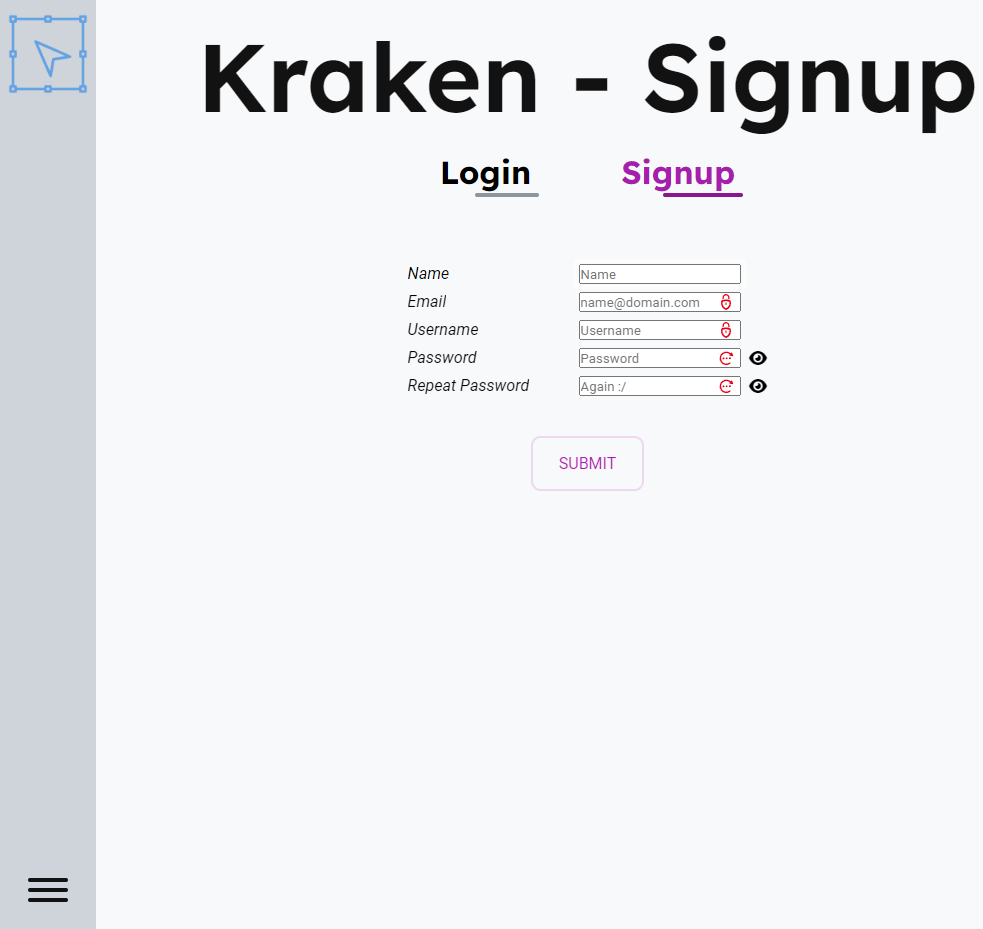 Kraken - Signup
Login Signup
Name Name
Email name@domain.com
Username Username
Password Password
Repeat Password Again :/
SUBMIT